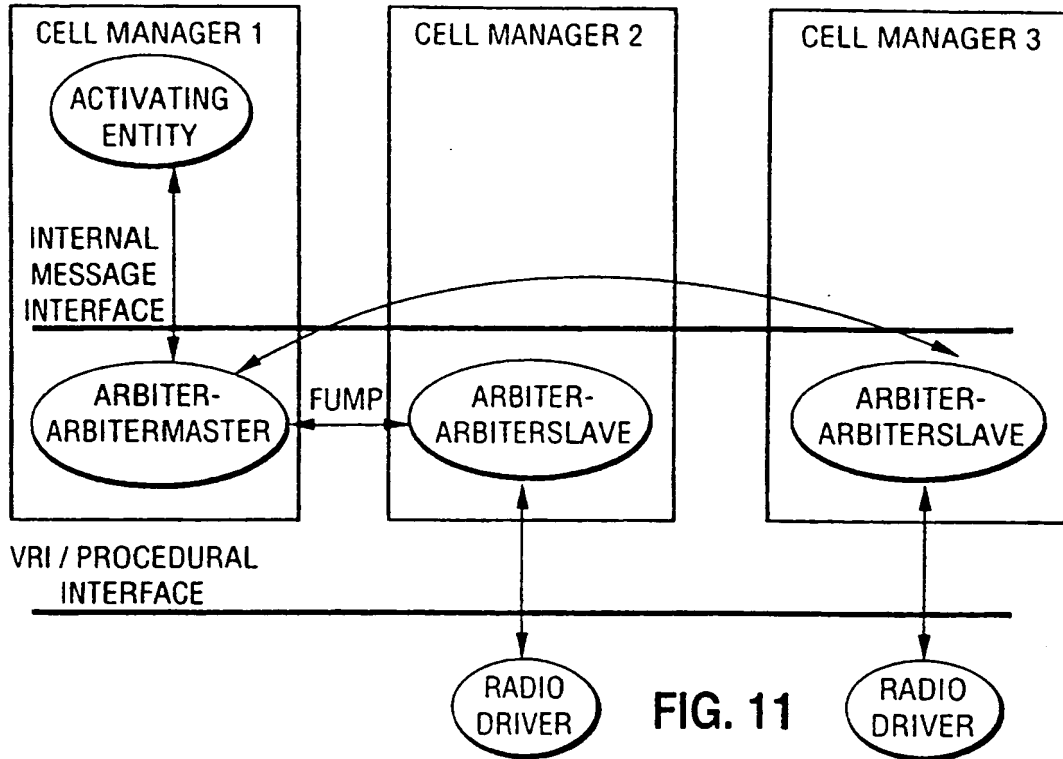 CELL MANAGER 1
CELL MANAGER 2
CELL MANAGER 3
ACTIVATING
ENTITY
INTERNAL
MESSAGE
INTERFACE
ARBITER-
ARBITERMASTER
FUMP
ARBITER-
ARBITERSLAVE
ARBITER-
ARBITERSLAVE
VRI / PROCEDURAL
INTERFACE
RADIO
DRIVER
FIG. 11
RADIO
DRIVER